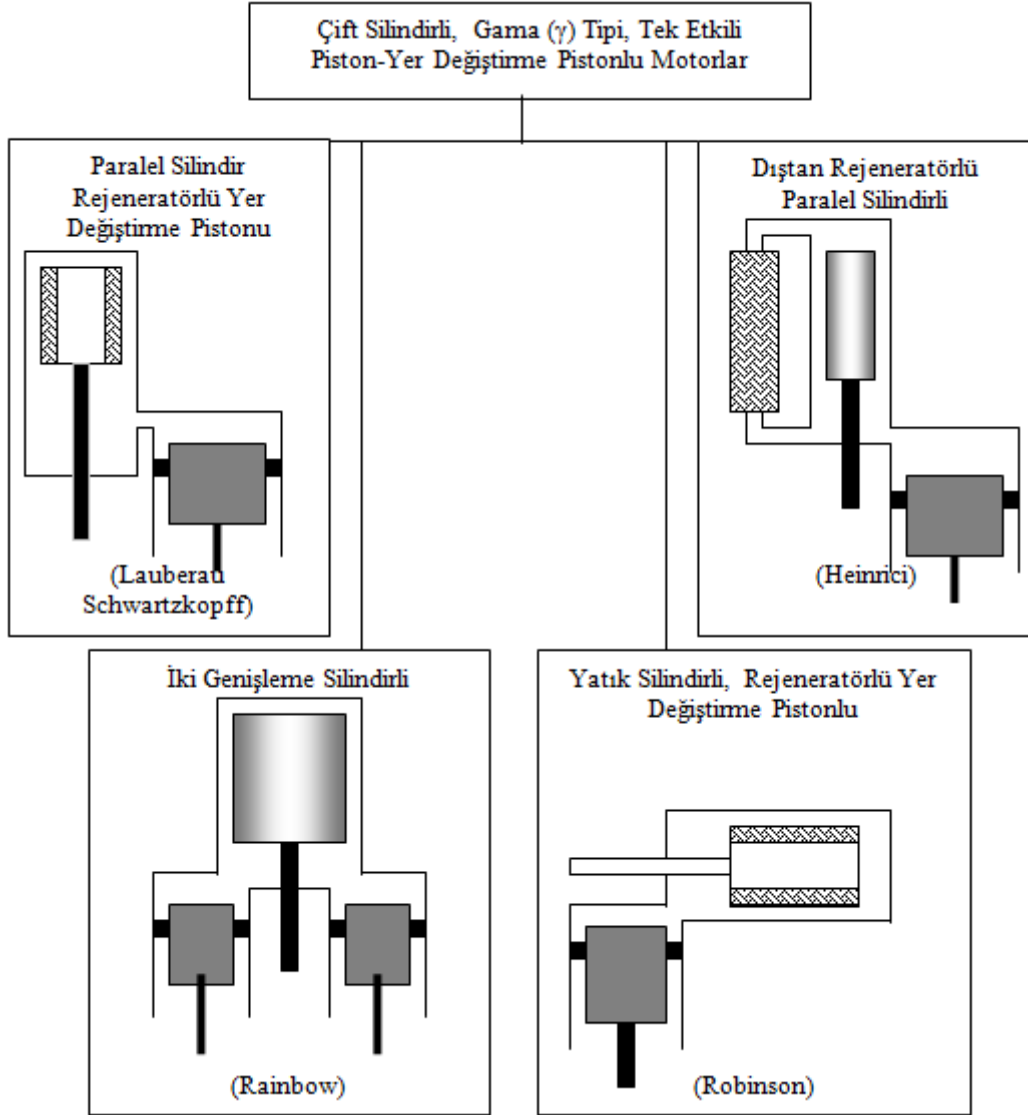 Çift Silindirli, Gama (γ) Tipi, Tek Etkili
Piston-Yer Değiştirme Pistonlu Motorlar
Paralel Silindir
Rejeneratörlü Yer
Değiştirme Pistonu
(Lauberau
Schwartzkopff)
Dıştan Rejeneratörlü
Paralel Silindirli
(Heinrici)
İki Genişleme Silindirli
(Rainbow)
Yatık Silindirli, Rejeneratörlü Yer
Değiştirme Pistonlu
(Robinson)